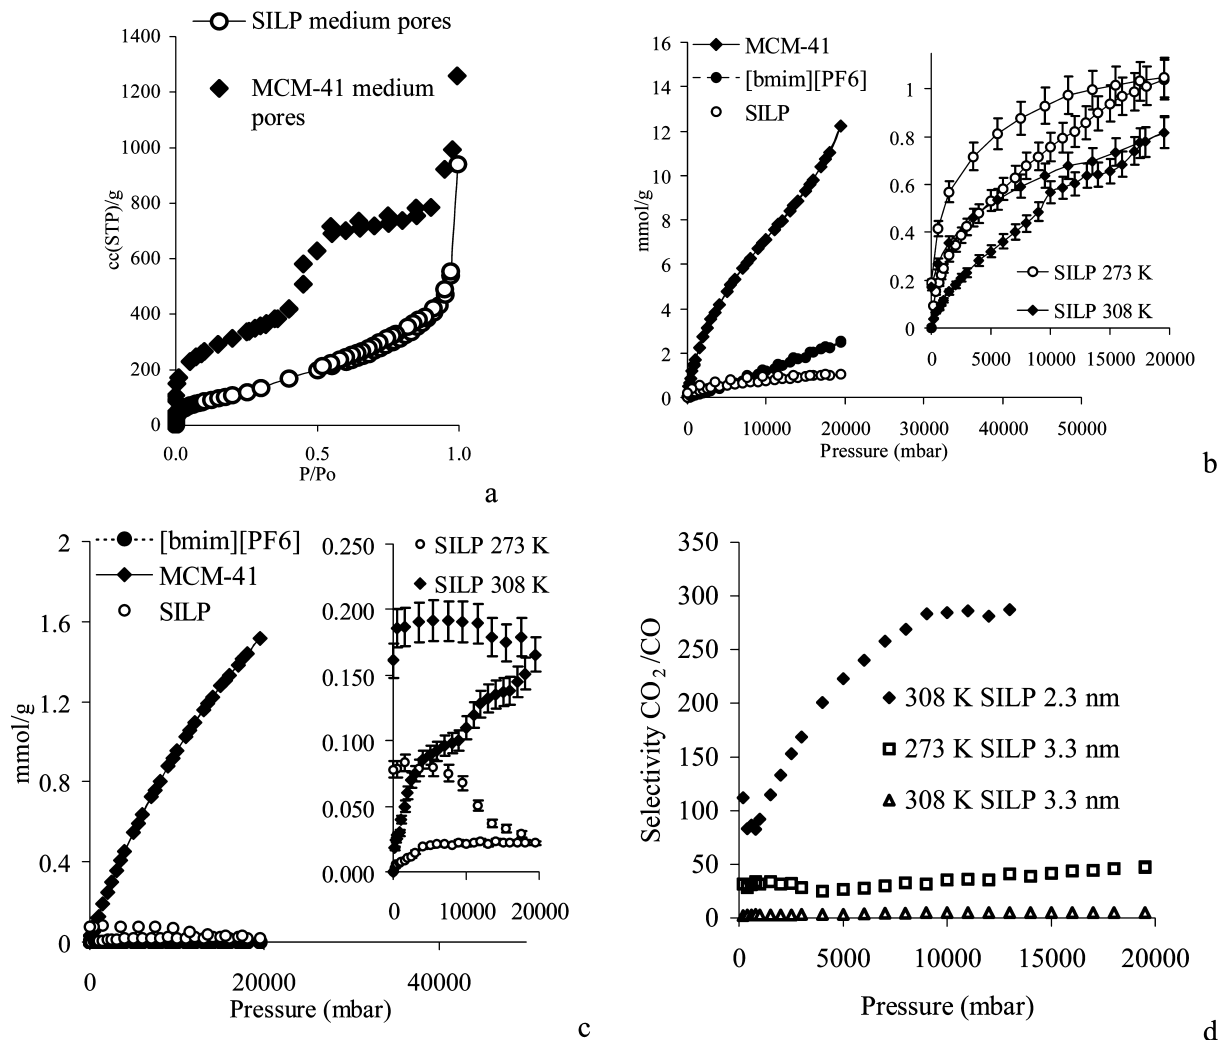 SILP medium pores
MCM-41 medium
pores
1400
1200
1000
800
600
400
200
0
cc(STP)/g
0.0
0.5
1.0
P/Po
a
MCM-41
[bmim][PF6]
SILP
16
14
12
10
8
6
4
2
0
mmol/g
0
10000
20000
30000
40000
50000
Pressure (mbar)
1
0.8
0.6
0.4
0.2
0
SILP 273 K
SILP 308 K
0
5000
10000
15000
20000
b
[bmim][PF6]
MCM-41
SILP
2
1.6
1.2
0.8
0.4
0
mmol/g
0
20000
40000
Pressure (mbar)
SILP 273 K
SILP 308 K
0.250
0.200
0.150
0.100
0.050
0.000
0
10000
20000
c
350
300
250
200
150
100
50
0
Selectivity CO2/CO
308 K SILP 2.3 nm
273 K SILP 3.3 nm
308 K SILP 3.3 nm
0
5000
10000
15000
20000
Pressure (mbar)
d